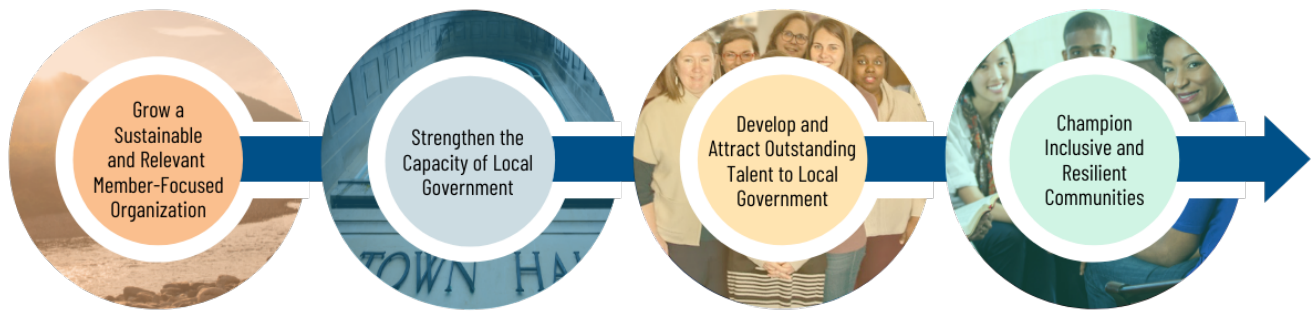 Grow a
Sustainable
and Relevant
Member-Focused
Organization
Strengthen the
Capacity of Local
Government
TOWN HA
Develop and
Attract Outstanding
Talent to Local
Government
Champion
Inclusive and
Resilient
Communities